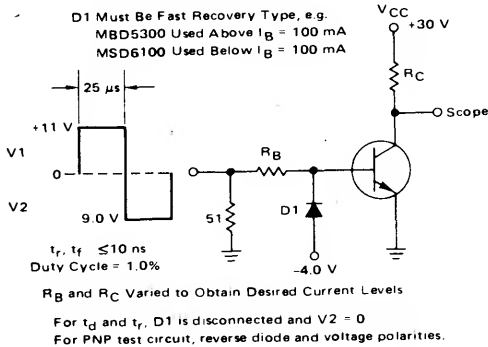 D1 Must Be Fast Recovery Type, e.g.
MBD5300 Used Above IB = 100 mA
MSD6100 Used Below IB = 100 mA
VCC
+30 V
25 µs
RC
Scope
+11 V
V1
0
RB
V2
51
D1
9.0 V
-4.0 V
tr, tf ≤10 ns
Duty Cycle = 1.0%
RB and RC Varied to Obtain Desired Current Levels
For td and tr, D1 is disconnected and V2 = 0
For PNP test circuit, reverse diode and voltage polarities.